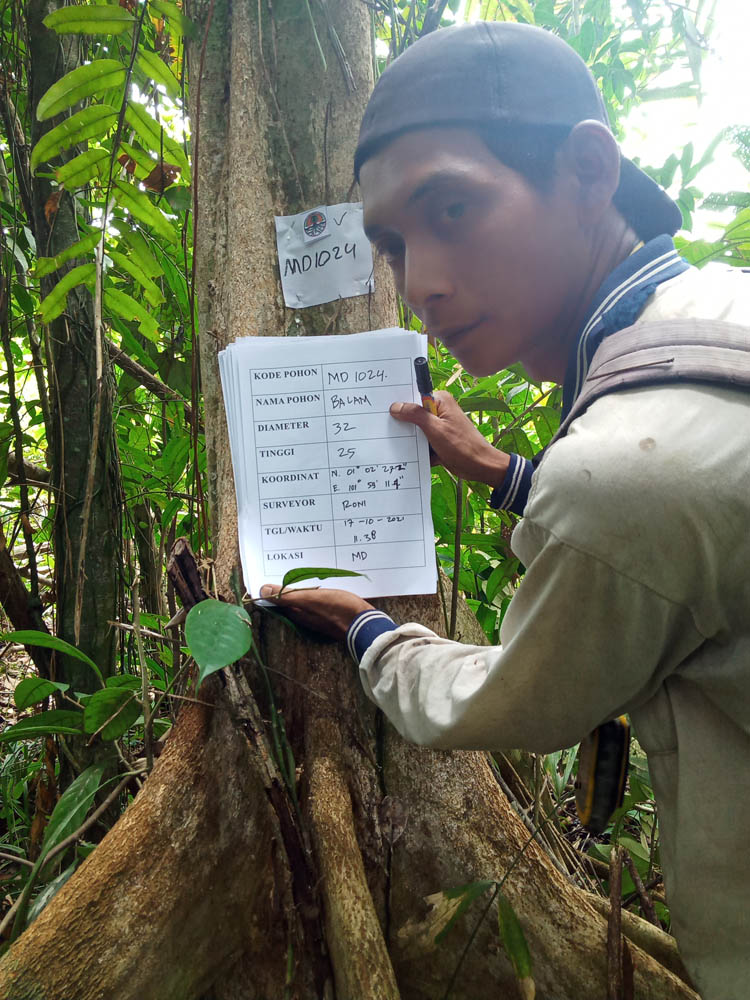 V
MD1024
KODE POHON MD 1024.
NAMA POHON BALAM
DIAMETER 32
TINGGI 25
KOORDINAT N. 01° 02' 27.2"
E. 101° 53' 11.4"
SURVEYOR RONI
TGL/WAKTU 17-10-2021
11.38
LOKASI MD